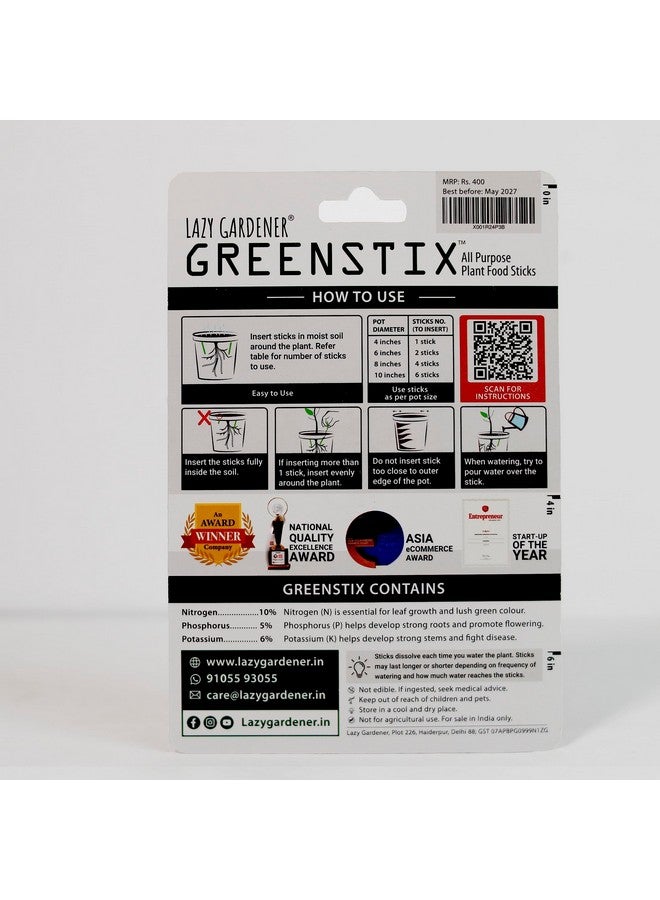 MRP: Rs. 400
Best before: May 2027
X001R24P3B
0 in
LAZY GARDENER®
GREENSTIX™
All Purpose
Plant Food Sticks
HOW TO USE
Insert sticks in moist soil
around the plant. Refer
table for number of sticks
to use.
Easy to Use
POT DIAMETER STICKS NO. (TO INSERT)
4 inches 1 stick
6 inches 2 sticks
8 inches 4 sticks
10 inches 6 sticks
Use sticks
as per pot size
SCAN FOR
INSTRUCTIONS
Insert the sticks fully
inside the soil.
If inserting more than
1 stick, insert evenly
around the plant.
Do not insert stick
too close to outer
edge of the pot.
When watering, try to
pour water over the
stick.
4 in
An
AWARD
WINNER
Company
NATIONAL
QUALITY
EXCELLENCE
AWARD
ASIA
eCOMMERCE
AWARD
Entrepreneur
START-UP
OF THE
YEAR
GREENSTIX CONTAINS
Nitrogen.................10% Nitrogen (N) is essential for leaf growth and lush green colour.
Phosphorus........... 5% Phosphorus (P) helps develop strong roots and promote flowering.
Potassium.............. 6% Potassium (K) helps develop strong stems and fight disease.
6 in
www.lazygardener.in
91055 93055
care@lazygardener.in
Lazygardener.in
Sticks dissolve each time you water the plant. Sticks
may last longer or shorter depending on frequency of
watering and how much water reaches the sticks.
Not edible. If ingested, seek medical advice.
Keep out of reach of children and pets.
Store in a cool and dry place.
Not for agricultural use. For sale in India only.
Lazy Gardener, Plot 226, Haiderpur, Delhi 88; GST 07APBPG0999N1ZG